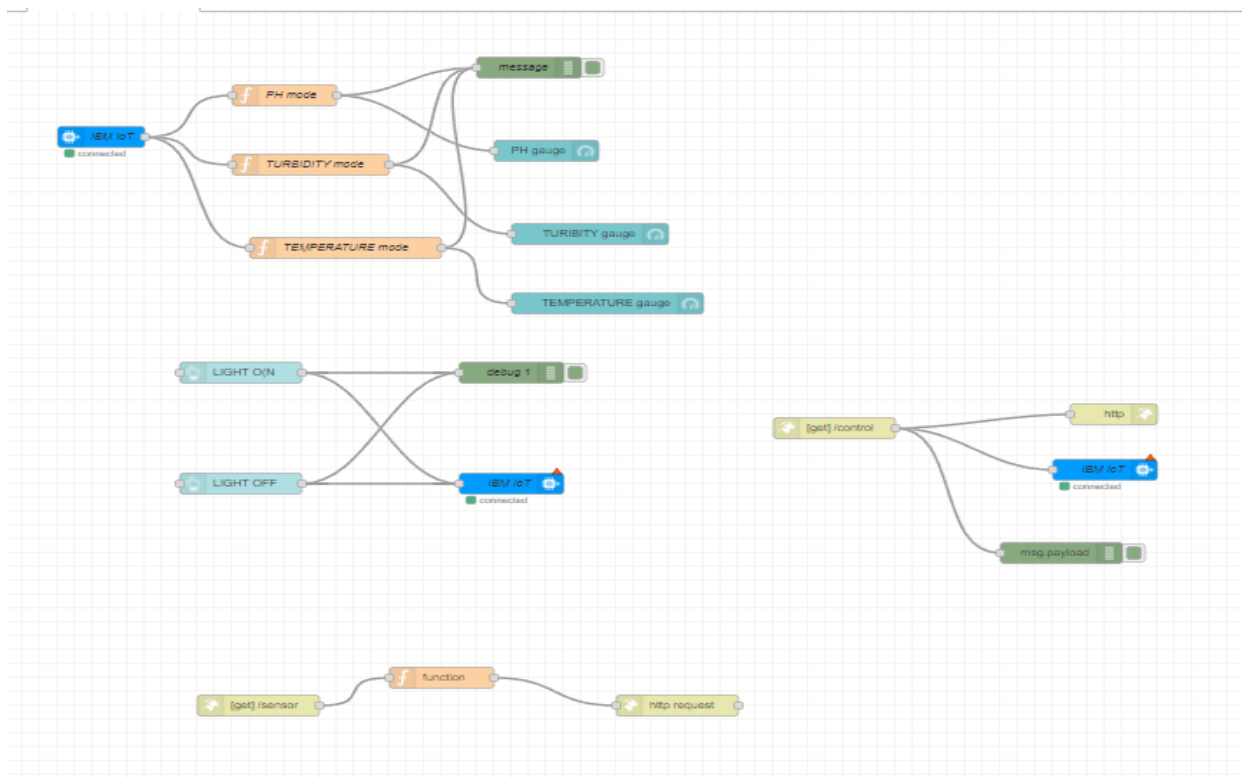 message
PH mode
IBM IoT
connected
PH gauge
TURBIDITY mode
TURIBITY gauge
TEMPERATURE mode
TEMPERATURE gauge
LIGHT O(N
debug 1
http
[get] /control
IBM IoT
connected
LIGHT OFF
IBM IoT
connected
msg.payload
function
[get] /sensor
http request